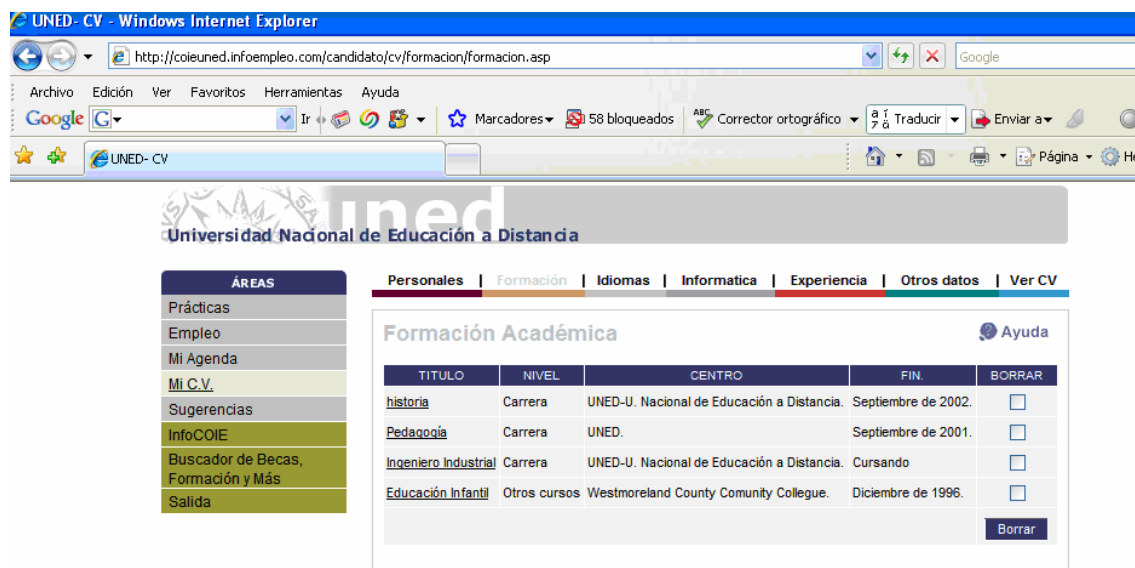 UNED- CV - Windows Internet Explorer
http://coieuned.infoempleo.com/candidato/cv/formacion/formacion.asp
Google
Archivo Edición Ver Favoritos Herramientas Ayuda
Google G Ir Marcadores 58 bloqueados ABC Corrector ortográfico Traducir Enviar a
UNED- CV Página
uned
Universidad Nacional de Educación a Distancia
ÁREAS
Prácticas
Empleo
Mi Agenda
Mi C.V.
Sugerencias
InfoCOIE
Buscador de Becas,
Formación y Más
Salida
Personales | Formación | Idiomas | Informatica | Experiencia | Otros datos | Ver CV
Formación Académica Ayuda
TITULO NIVEL CENTRO FIN. BORRAR
historia Carrera UNED-U. Nacional de Educación a Distancia. Septiembre de 2002.
Pedagogía Carrera UNED. Septiembre de 2001.
Ingeniero Industrial Carrera UNED-U. Nacional de Educación a Distancia. Cursando
Educación Infantil Otros cursos Westmoreland County Comunity Collegue. Diciembre de 1996.
Borrar